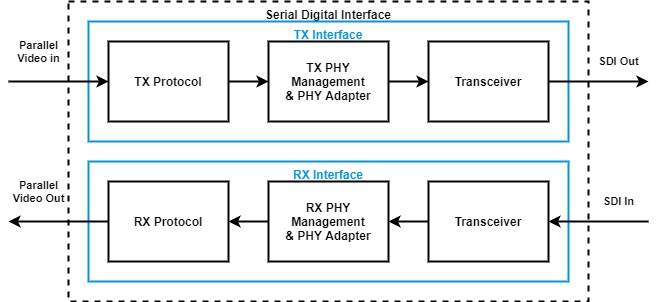 Serial Digital Interface
TX Interface
Parallel
Video in
TX Protocol
TX PHY
Management
& PHY Adapter
Transceiver
SDI Out
RX Interface
Parallel
Video Out
RX Protocol
RX PHY
Management
& PHY Adapter
Transceiver
SDI In